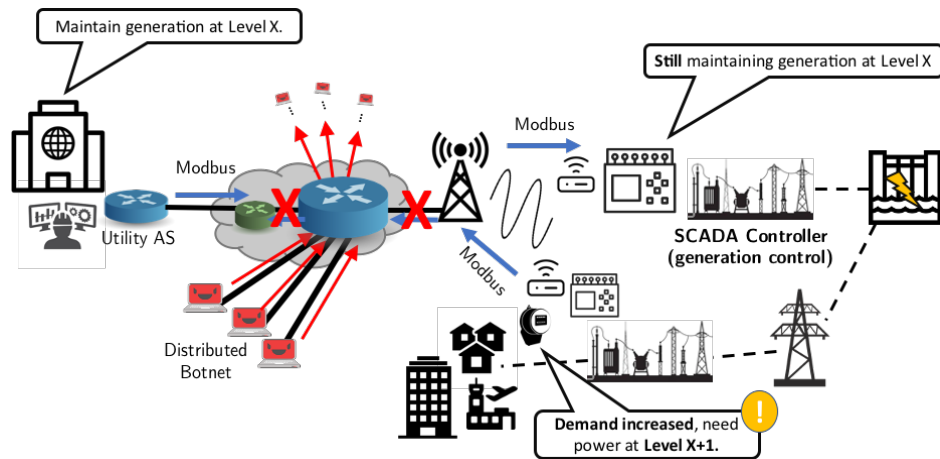 Maintain generation at Level X.
Still maintaining generation at Level X
Modbus
Modbus
Utility AS
SCADA Controller
(generation control)
Modbus
Distributed
Botnet
Demand increased, need
power at Level X+1.
!
X
X